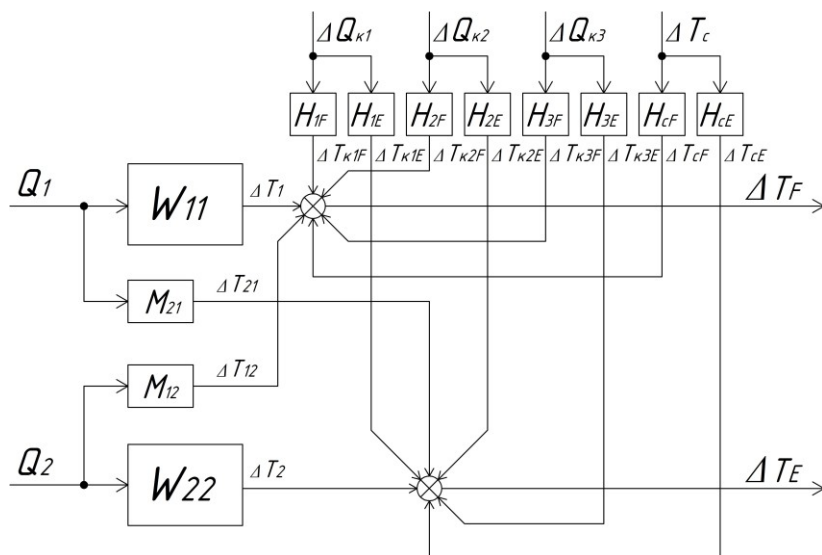 ΔQк1 ΔQк2 ΔQк3 ΔTc
H1F H1E H2F H2E H3F H3E HcF HcE
ΔTк1F ΔTк1E ΔTк2F ΔTк2E ΔTк3F ΔTк3E ΔTcF ΔTcE
Q1 W11 ΔT1 ΔTF
M21 ΔT21
M12 ΔT12
Q2 W22 ΔT2 ΔTE